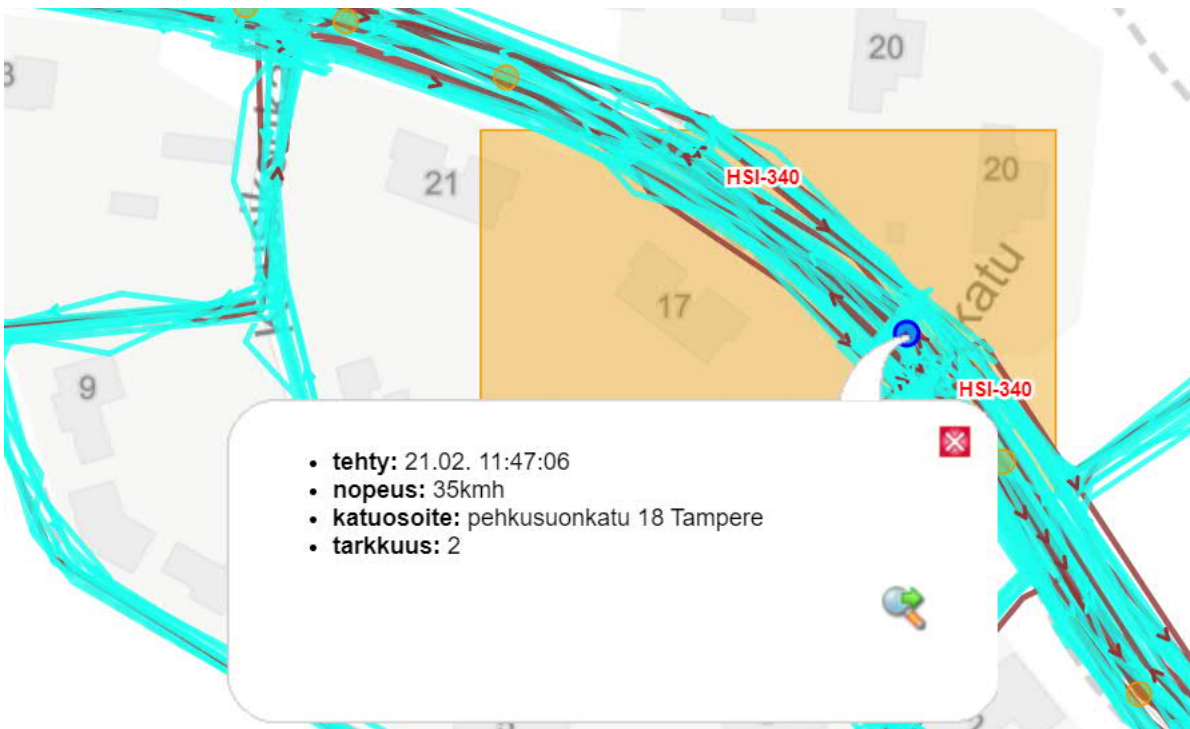 20
3
21
HSI-340
20
17
katu
9
HSI-340
tehty: 21.02. 11:47:06
nopeus: 35kmh
katuosoite: pehkusuonkatu 18 Tampere
tarkkuus: 2